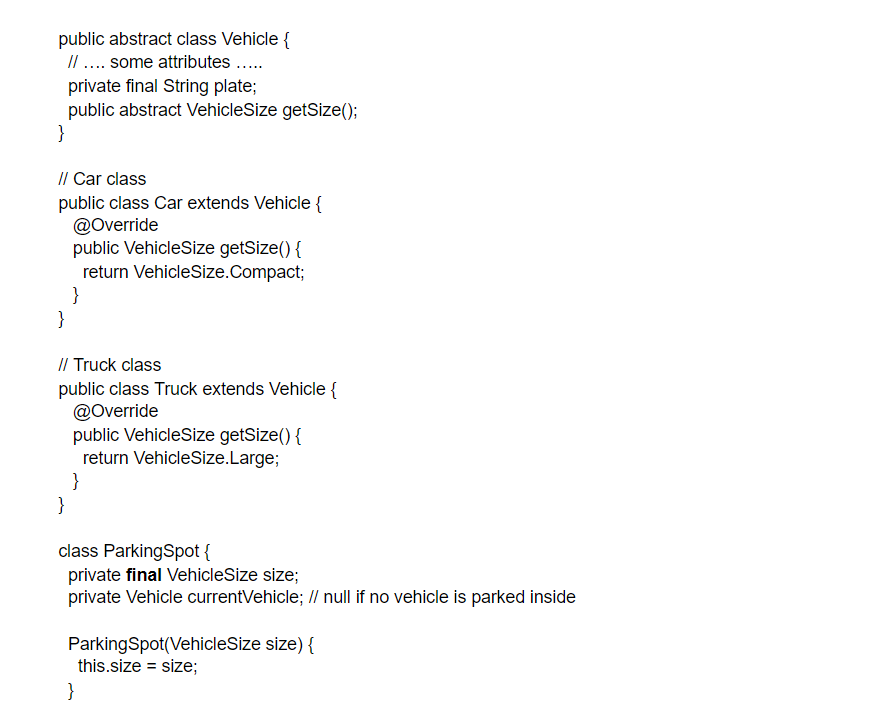 public abstract class Vehicle {
// …. some attributes …..
private final String plate;
public abstract VehicleSize getSize();
}
// Car class
public class Car extends Vehicle {
@Override
public VehicleSize getSize() {
return VehicleSize.Compact;
}
}
// Truck class
public class Truck extends Vehicle {
@Override
public VehicleSize getSize() {
return VehicleSize.Large;
}
}
class ParkingSpot {
private final VehicleSize size;
private Vehicle currentVehicle; // null if no vehicle is parked inside
ParkingSpot(VehicleSize size) {
this.size = size;
}